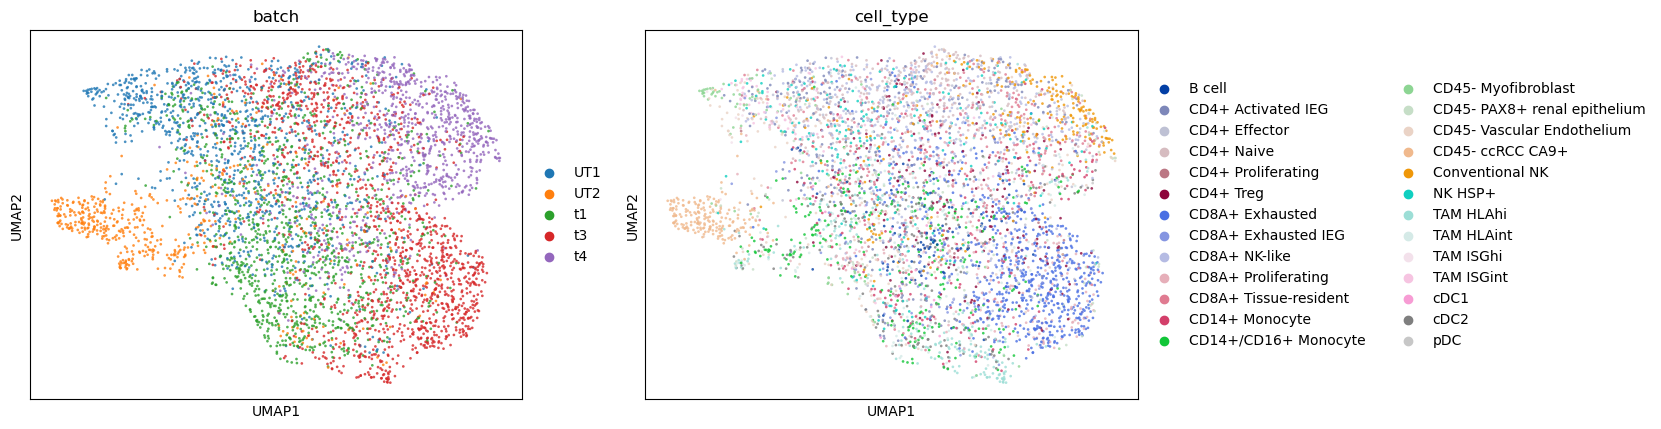 batch
UMAP2
UMAP1
UT1
UT2
t1
t3
t4
cell_type
UMAP2
UMAP1
B cell
CD4+ Activated IEG
CD4+ Effector
CD4+ Naive
CD4+ Proliferating
CD4+ Treg
CD8A+ Exhausted
CD8A+ Exhausted IEG
CD8A+ NK-like
CD8A+ Proliferating
CD8A+ Tissue-resident
CD14+ Monocyte
CD14+/CD16+ Monocyte
CD45- Myofibroblast
CD45- PAX8+ renal epithelium
CD45- Vascular Endothelium
CD45- ccRCC CA9+
Conventional NK
NK HSP+
TAM HLAhi
TAM HLAint
TAM ISGhi
TAM ISGint
cDC1
cDC2
pDC